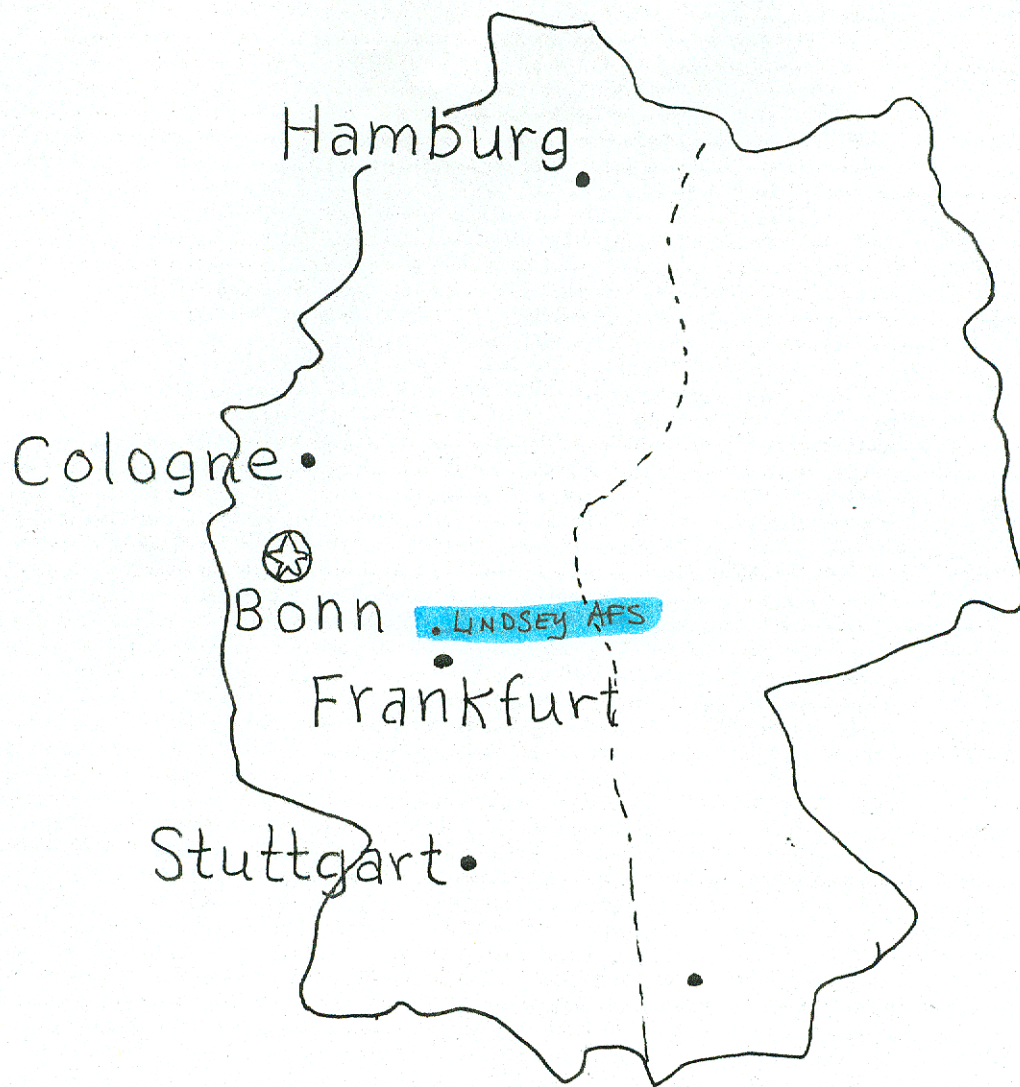 Hamburg
Cologne
Bonn
LINDSEY AFS
Frankfurt
Stuttgart